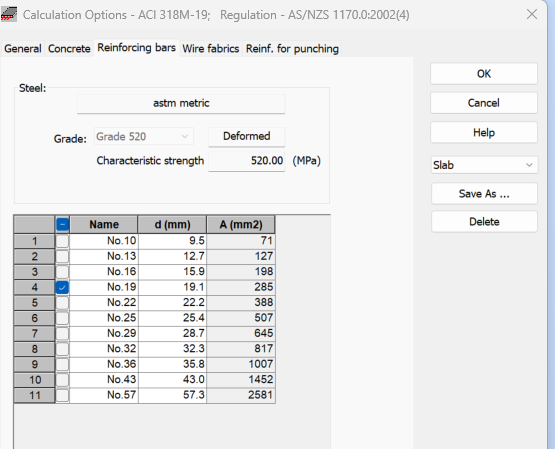 Calculation Options - ACI 318M-19; Regulation - AS/NZS 1170.0:2002(4)
General Concrete Reinforcing bars Wire fabrics Reinf. for punching
OK
Steel:
astm metric
Cancel
Grade: Grade 520 Deformed
Help
Characteristic strength 520.00 (MPa)
Slab
Save As ...
Delete
Name d (mm) A (mm2)
1 No.10 9.5 71
2 No.13 12.7 127
3 No.16 15.9 198
4 No.19 19.1 285
5 No.22 22.2 388
6 No.25 25.4 507
7 No.29 28.7 645
8 No.32 32.3 817
9 No.36 35.8 1007
10 No.43 43.0 1452
11 No.57 57.3 2581